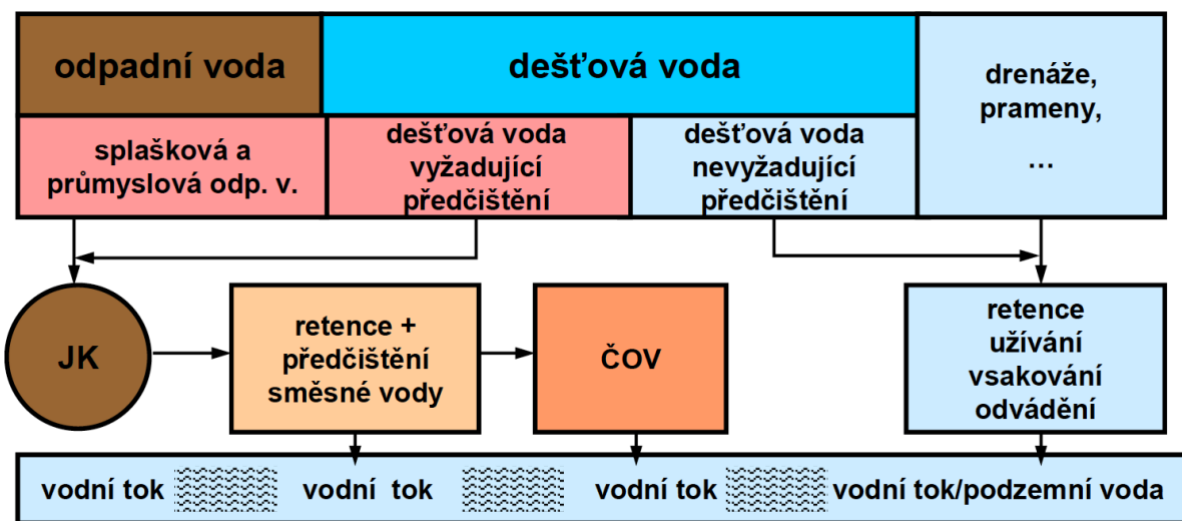 odpadní voda
dešťová voda
drenáže,
prameny,
...
splašková a
průmyslová odp. v.
dešťová voda
vyžadující
předčištění
dešťová voda
nevyžadující
předčištění
JK
retence +
předčištění
směsné vody
ČOV
retence
užívání
vsakování
odvádění
vodní tok
vodní tok
vodní tok
vodní tok/podzemní voda